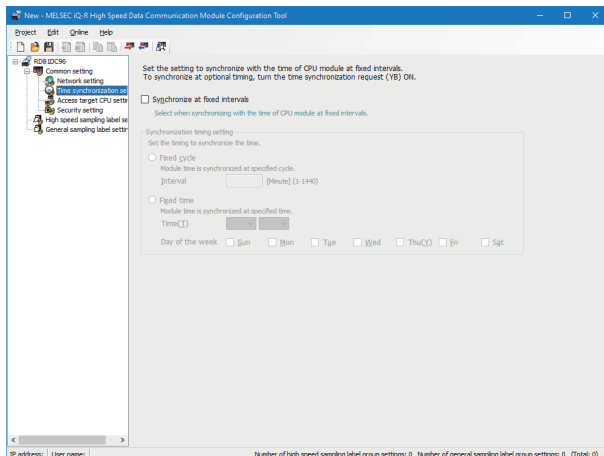 New - MELSEC iQ-R High Speed Data Communication Module Configuration Tool
Project Edit Online Help
RD81DC96
Common setting
Network setting
Time synchronization se
Access target CPU settin
Security setting
High speed sampling label se
General sampling label settin
Set the setting to synchronize with the time of CPU module at fixed intervals.
To synchronize at optional timing, turn the time synchronization request (YB) ON.
Synchronize at fixed intervals
Select when synchronizing with the time of CPU module at fixed intervals.
Synchronization timing setting
Set the timing to synchronize the time.
Fixed cycle
Module time is synchronized at specified cycle.
Interval [Minute] (1-1440)
Fixed time
Module time is synchronized at specified time.
Time(T)
Day of the week Sun Mon Tue Wed Thu(Y) Fri Sat
IP address: User name: Number of high speed sampling label group settings: 0 Number of general sampling label group settings: 0 (Total: 0)